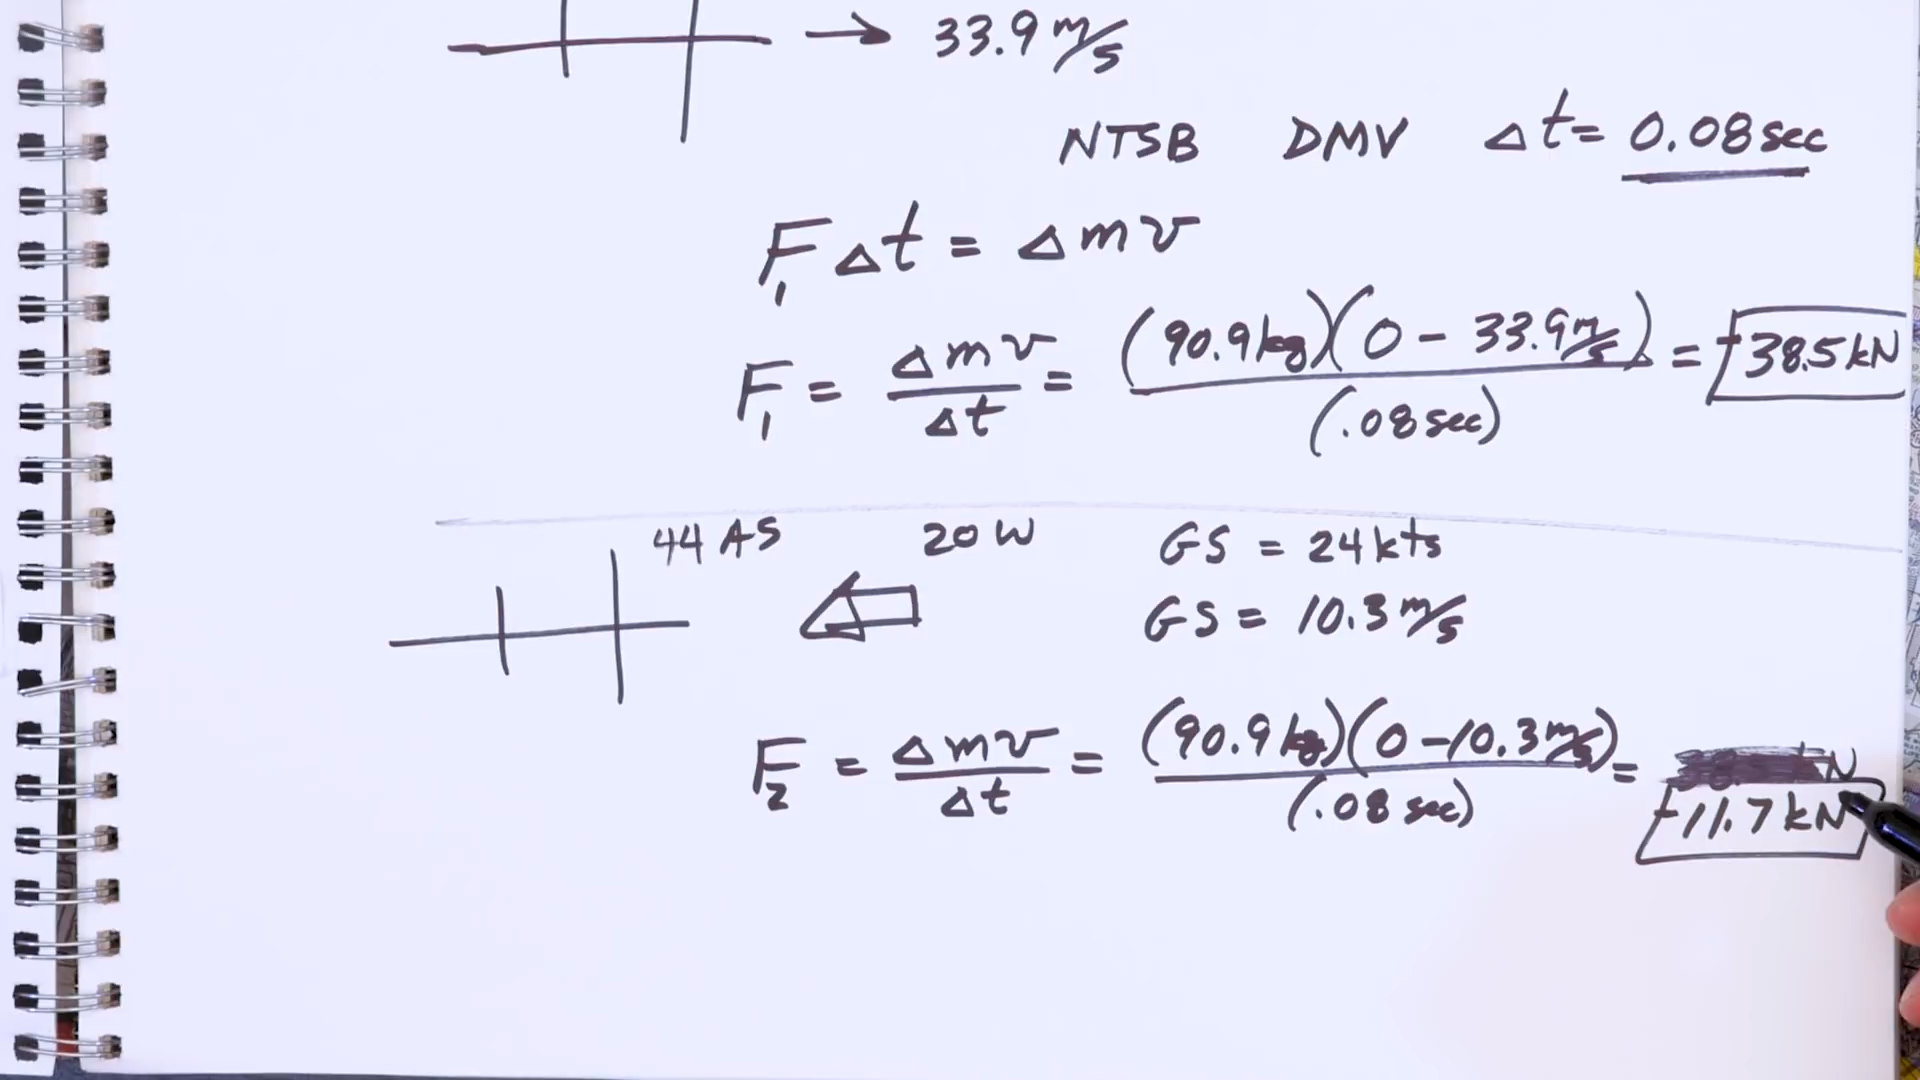 → 33.9 m/s
NTSB DMV Δt = 0.08 sec
F₁ Δt = Δmv
F₁ = Δmv/Δt = (90.9 kg)(0 - 33.9 m/s)/(.08 sec) = -38.5 kN
44 AS 20 W GS = 24 kts
GS = 10.3 m/s
F₂ = Δmv/Δt = (90.9 kg)(0 - 10.3 m/s)/(.08 sec) =
-11.7 kN